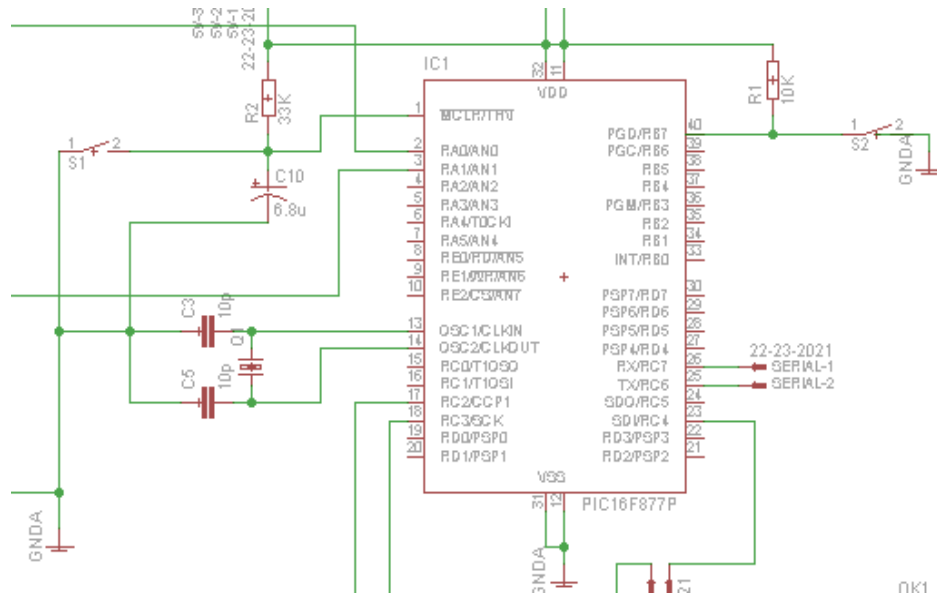 5V-3
5V-2
5V-1
22-23-20
R2
33K
S1
1
2
C10
6.8u
C3
10p
Q1
C5
10p
GNDA
IC1
32
11
VDD
1
MCLR/THV
2
RA0/AN0
3
RA1/AN1
4
RA2/AN2
5
RA3/AN3
6
RA4/T0CKI
7
RA5/AN4
8
RE0/RD/AN5
9
RE1/WR/AN6
10
RE2/CS/AN7
13
OSC1/CLKIN
14
OSC2/CLKOUT
15
RC0/T1OSO
16
RC1/T1OSI
17
RC2/CCP1
18
RC3/SCK
19
RD0/PSP0
20
RD1/PSP1
PGD/RB7
40
PGC/RB6
39
RB5
38
RB4
37
PGM/RB3
36
RB2
35
RB1
34
INT/RB0
33
PSP7/RD7
30
PSP6/RD6
29
PSP5/RD5
28
PSP4/RD4
27
RX/RC7
26
TX/RC6
25
SDO/RC5
24
SDI/RC4
23
RD3/PSP3
22
RD2/PSP2
21
VSS
31
12
PIC16F877P
GNDA
R1
10K
1
2
S2
GNDA
22-23-2021
SERIAL-1
SERIAL-2
21
OK1